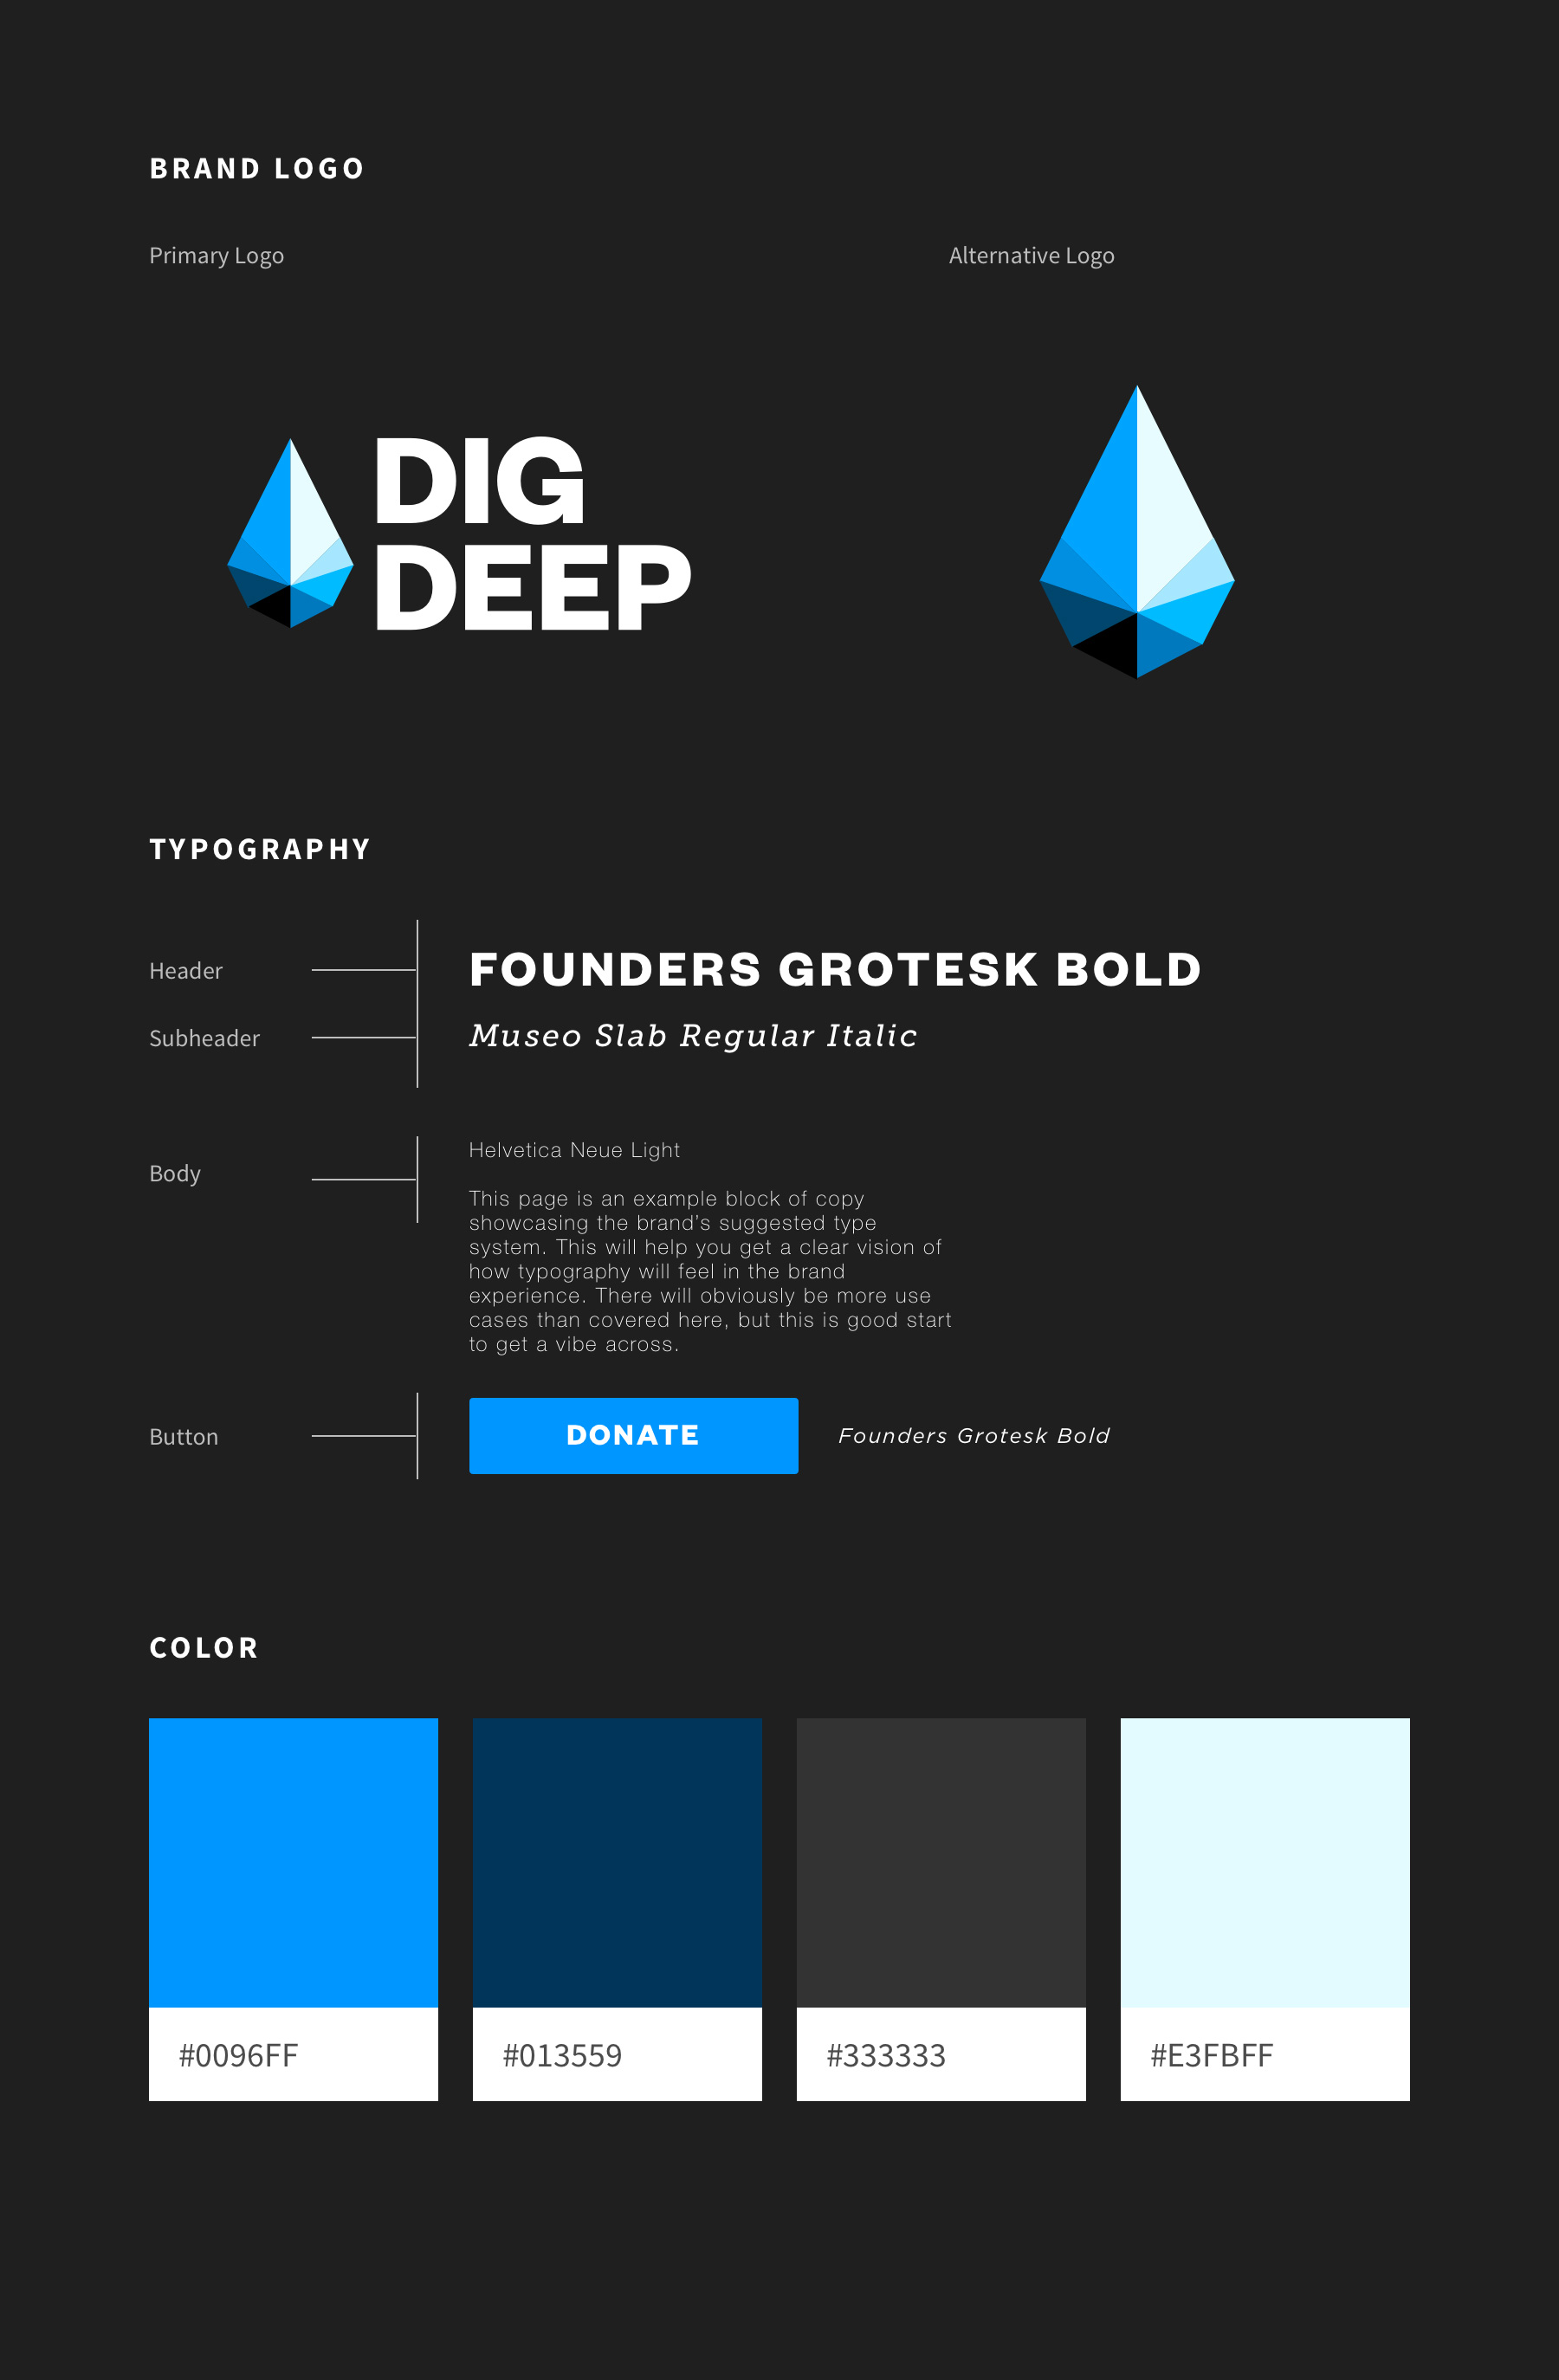 BRAND LOGO
Primary Logo
Alternative Logo
DIG
DEEP
TYPOGRAPHY
Header
FOUNDERS GROTESK BOLD
Subheader
Museo Slab Regular Italic
Body
Helvetica Neue Light
This page is an example block of copy
showcasing the brand’s suggested type
system. This will help you get a clear vision of
how typography will feel in the brand
experience. There will obviously be more use
cases than covered here, but this is good start
to get a vibe across.
Button
DONATE
Founders Grotesk Bold
COLOR
#0096FF
#013559
#333333
#E3FBFF